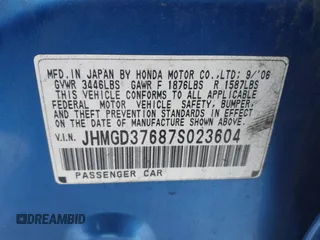 MFD. IN JAPAN BY HONDA MOTOR CO.,LTD: 9/'06
GVWR 3446LBS GAWR F 1876LBS R 1587LBS
THIS VEHICLE CONFORMS TO ALL APPLICABLE
FEDERAL MOTOR VEHICLE SAFETY, BUMPER,
AND THEFT PREVENTION STANDARDS IN EFFECT
ON THE DATE OF MANUFACTURE SHOWN ABOVE.
V.I.N. JHMGD37687S023604
PASSENGER CAR
DREAMBID